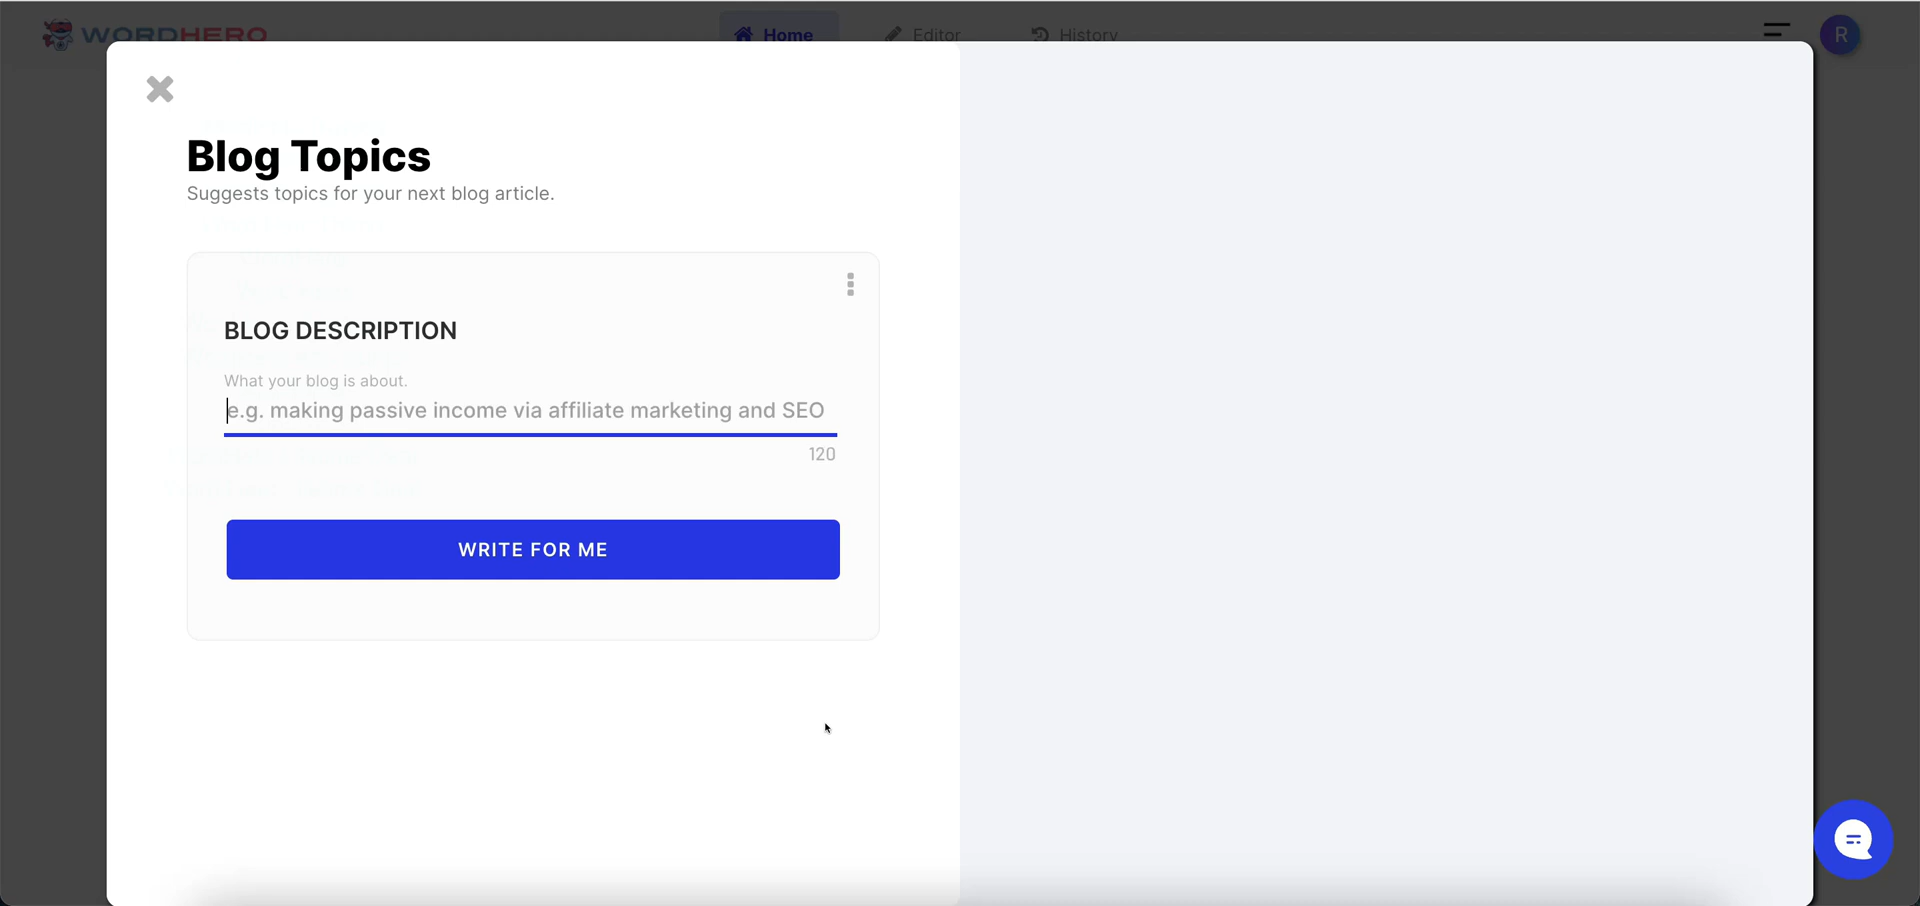 WORDHERO
Home
Editor
History
R
Blog Topics
Suggests topics for your next blog article.
BLOG DESCRIPTION
What your blog is about.
e.g. making passive income via affiliate marketing and SEO
120
WRITE FOR ME